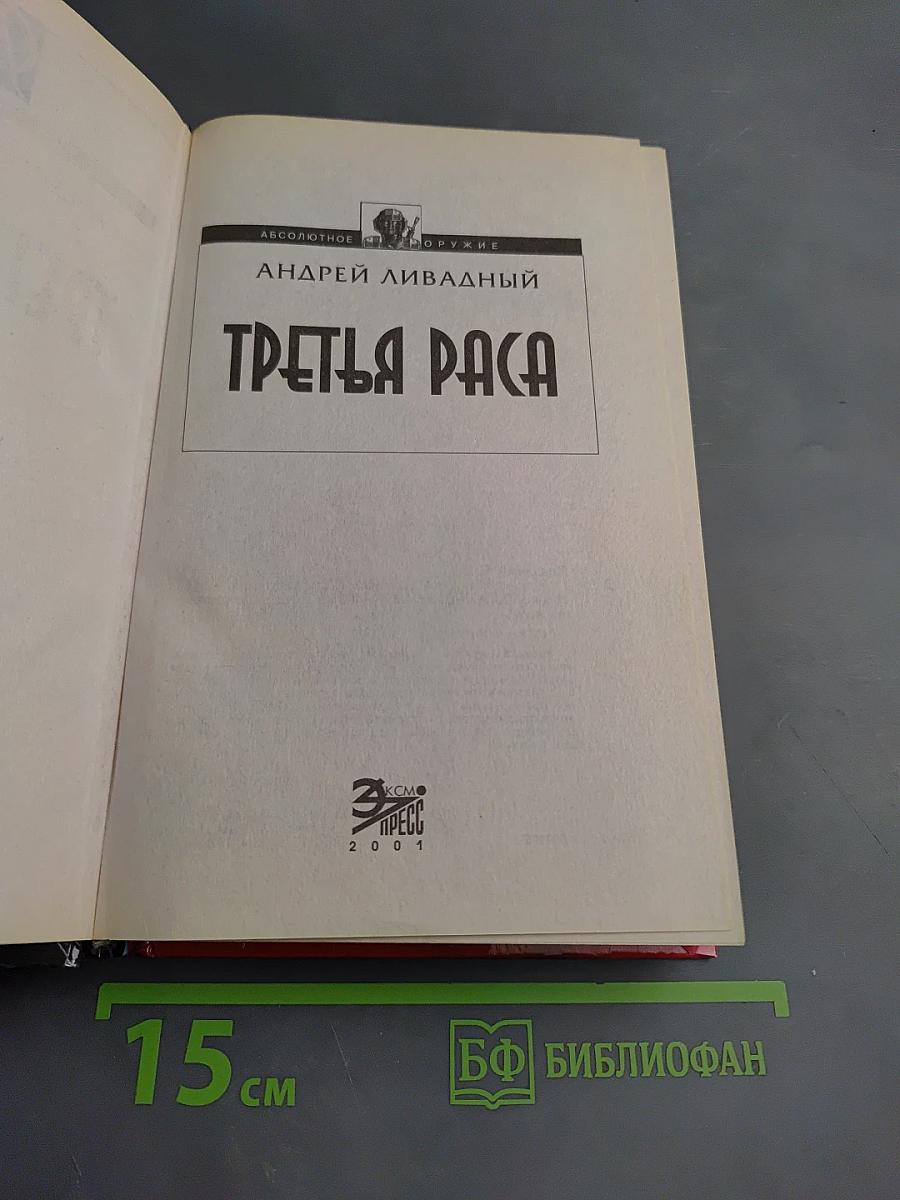 АБСОЛЮТНОЕ ОРУЖИЕ
АНДРЕЙ ЛИВАДНЫЙ
ТРЕТЬЯ РАСА
ЭКСМО
ПРЕСС
2001
15 см
БФ БИБЛИОФАН